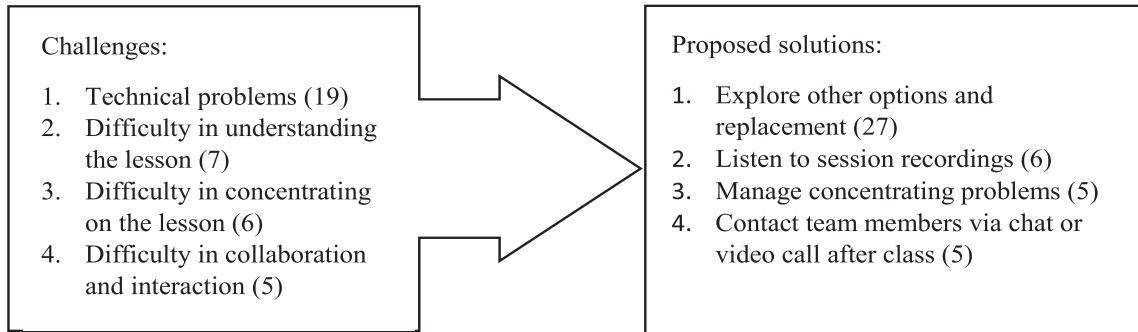 Challenges:
1. Technical problems (19)
2. Difficulty in understanding
the lesson (7)
3. Difficulty in concentrating
on the lesson (6)
4. Difficulty in collaboration
and interaction (5)
Proposed solutions:
1. Explore other options and
replacement (27)
2. Listen to session recordings (6)
3. Manage concentrating problems (5)
4. Contact team members via chat or
video call after class (5)